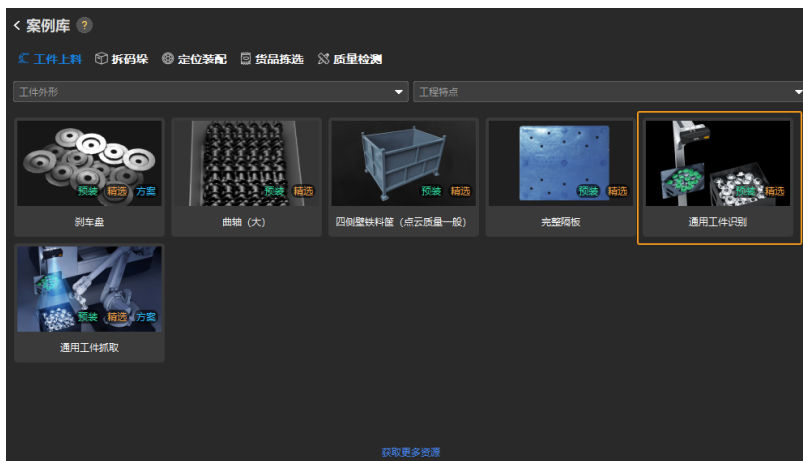 案例库 ?
工件上料 拆码垛 定位装配 货品拣选 质量检测
工件外形 工程特点
预装 精选 方案 预装 精选 预装 精选 预装 精选 预装 精选
刹车盘 曲轴（大） 四侧壁铁料筐（点云质量一般） 完整隔板 通用工件识别
预装 精选 方案
通用工件抓取
获取更多资源